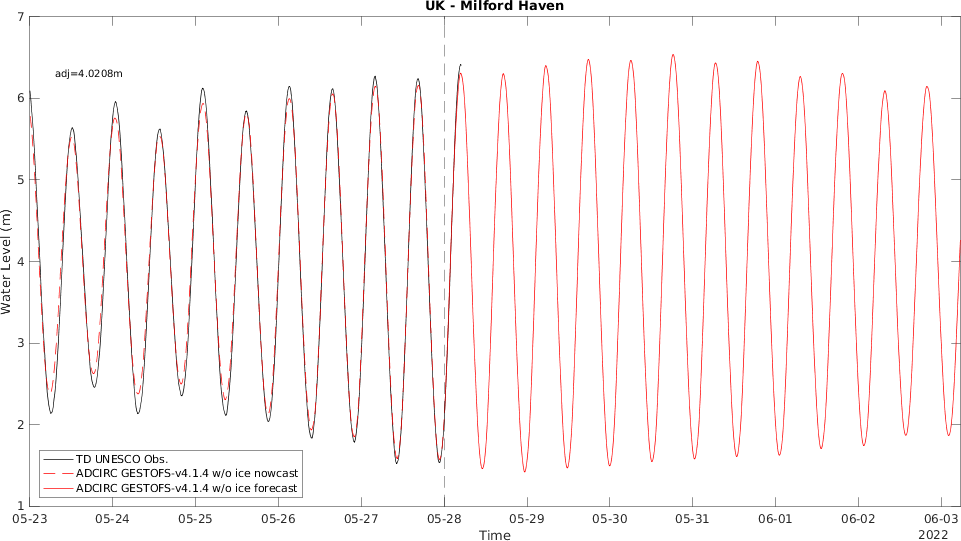 UK - Milford Haven
7
adj=4.0208m
6
5
4
3
2
1
Water Level (m)
TD UNESCO Obs.
ADCIRC GESTOFS-v4.1.4 w/o ice nowcast
ADCIRC GESTOFS-v4.1.4 w/o ice forecast
05-23 05-24 05-25 05-26 05-27 05-28 05-29 05-30 05-31 06-01 06-02 06-03
Time 2022